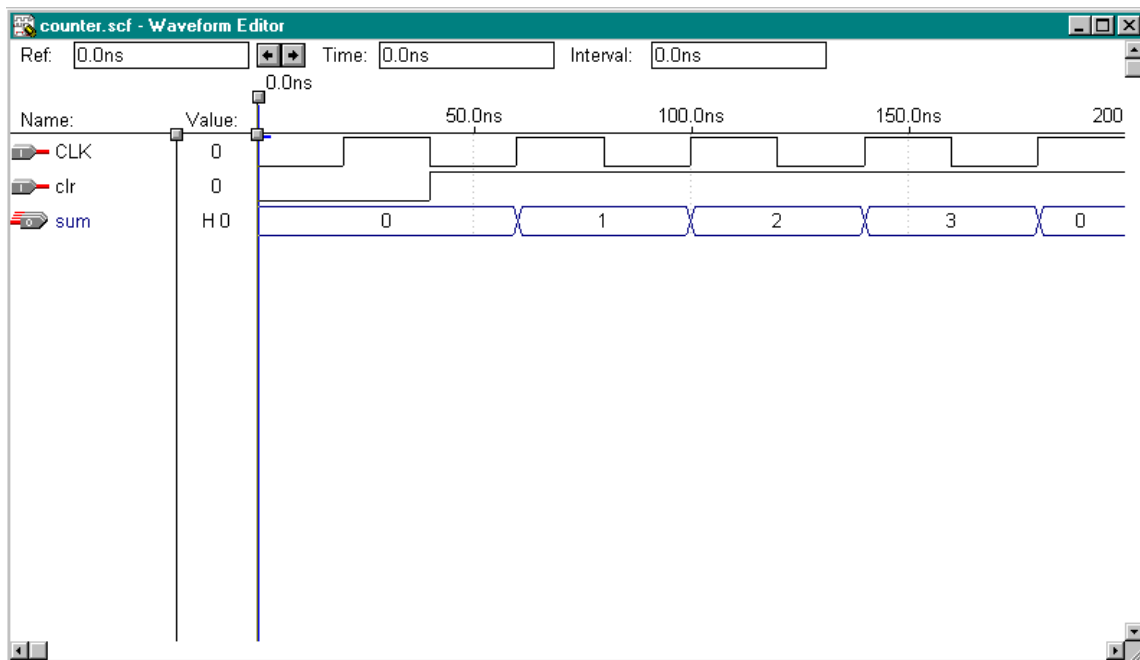 counter.scf - Waveform Editor
Ref: 0.0ns Time: 0.0ns Interval: 0.0ns
0.0ns
Name: Value: 50.0ns 100.0ns 150.0ns 200
CLK 0
clr 0
sum H 0 0 1 2 3 0